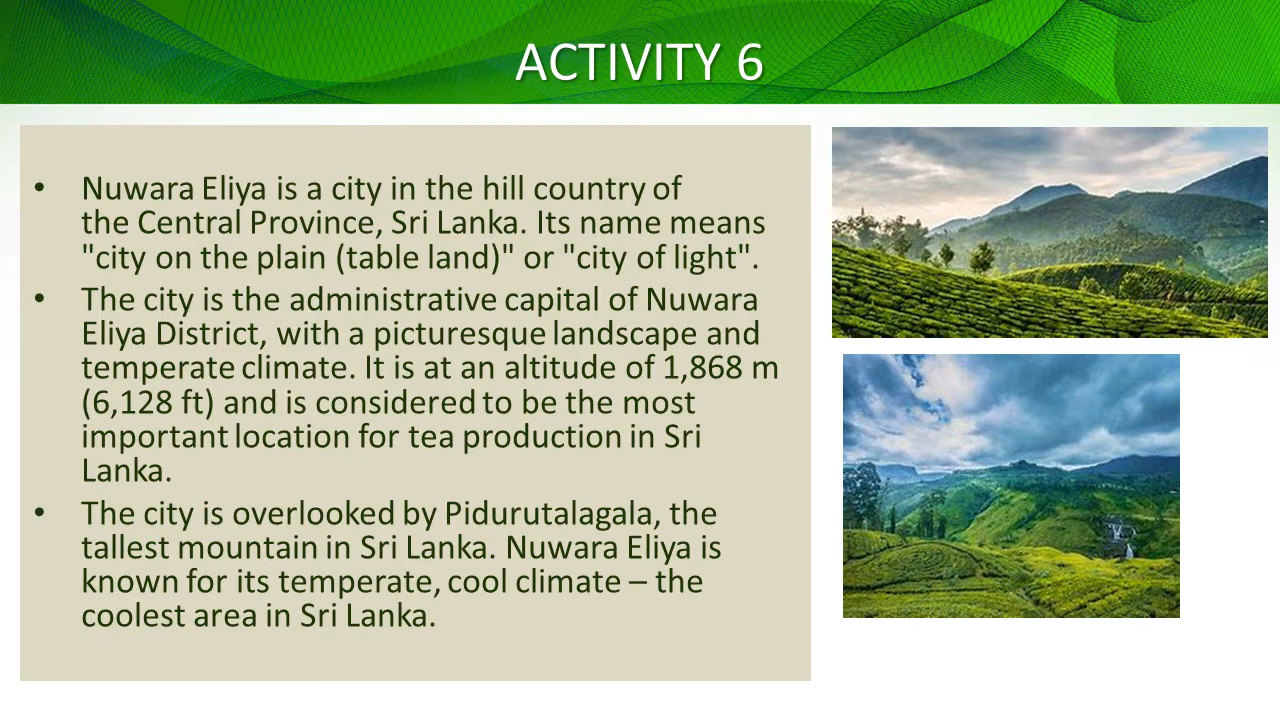 ACTIVITY 6
• Nuwara Eliya is a city in the hill country of
the Central Province, Sri Lanka. Its name means
"city on the plain (table land)" or "city of light".
• The city is the administrative capital of Nuwara
Eliya District, with a picturesque landscape and
temperate climate. It is at an altitude of 1,868 m
(6,128 ft) and is considered to be the most
important location for tea production in Sri
Lanka.
• The city is overlooked by Pidurutalagala, the
tallest mountain in Sri Lanka. Nuwara Eliya is
known for its temperate, cool climate – the
coolest area in Sri Lanka.